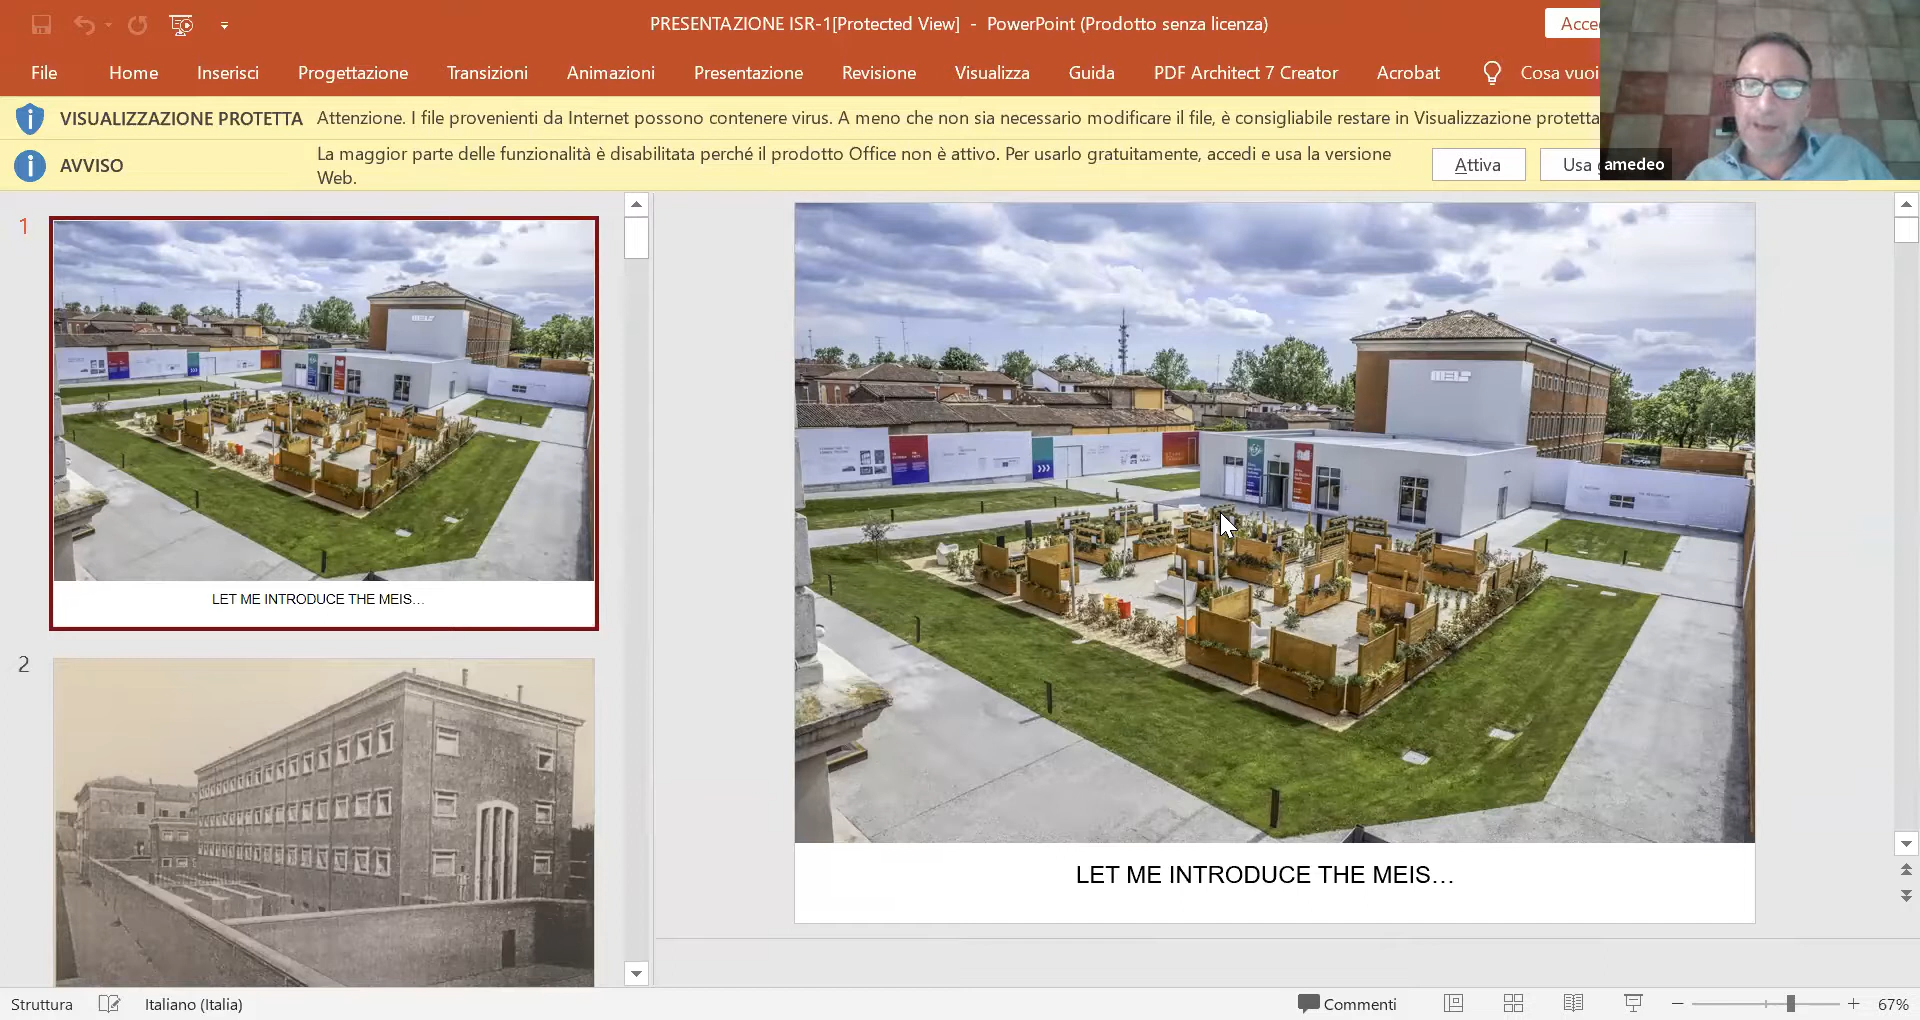 PRESENTAZIONE ISR-1[Protected View] - PowerPoint (Prodotto senza licenza)
File Home Inserisci Progettazione Transizioni Animazioni Presentazione Revisione Visualizza Guida PDF Architect 7 Creator Acrobat Cosa vuoi
VISUALIZZAZIONE PROTETTA Attenzione. I file provenienti da Internet possono contenere virus. A meno che non sia necessario modificare il file, è consigliabile restare in Visualizzazione protetta
AVVISO La maggior parte delle funzionalità è disabilitata perché il prodotto Office non è attivo. Per usarlo gratuitamente, accedi e usa la versione
Web.
Attiva Usa
amedeo
1
MEIS
LET ME INTRODUCE THE MEIS…
2
MEIS
LET ME INTRODUCE THE MEIS…
Struttura Italiano (Italia) Commenti 67%